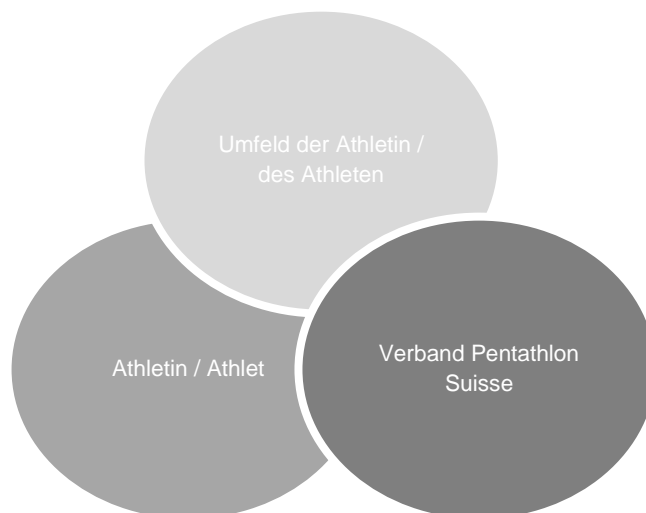 Umfeld der Athletin /
des Athleten
Athletin / Athlet
Verband Pentathlon
Suisse